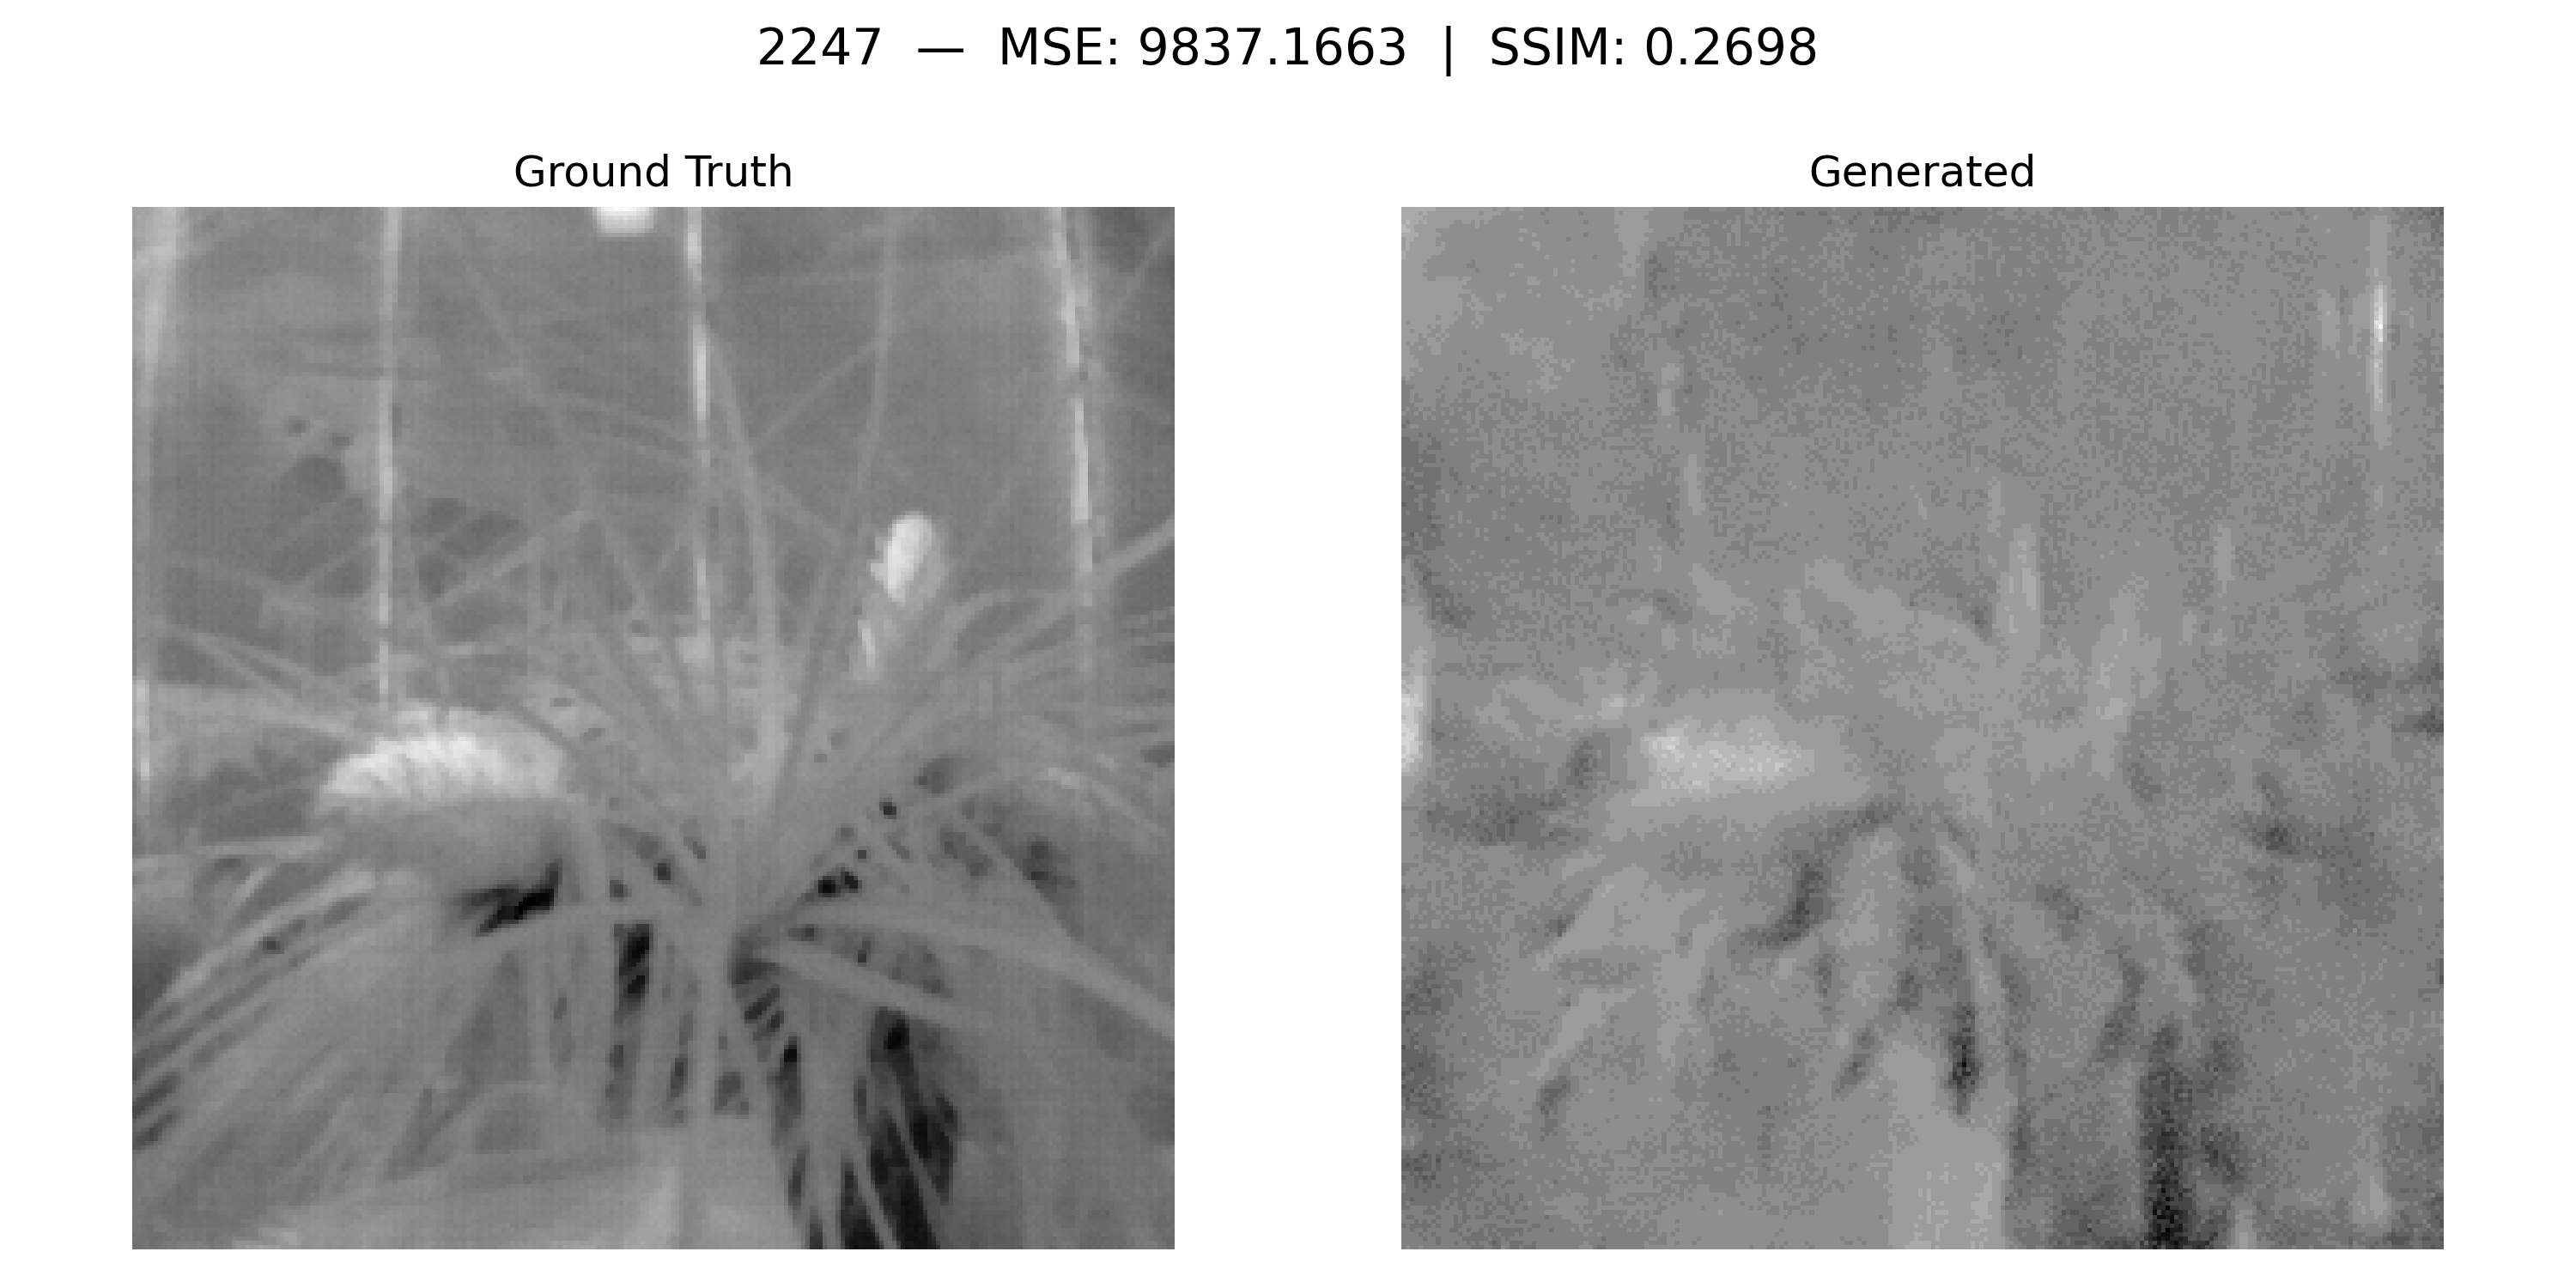 2247 — MSE: 9837.1663 | SSIM: 0.2698
Ground Truth
Generated